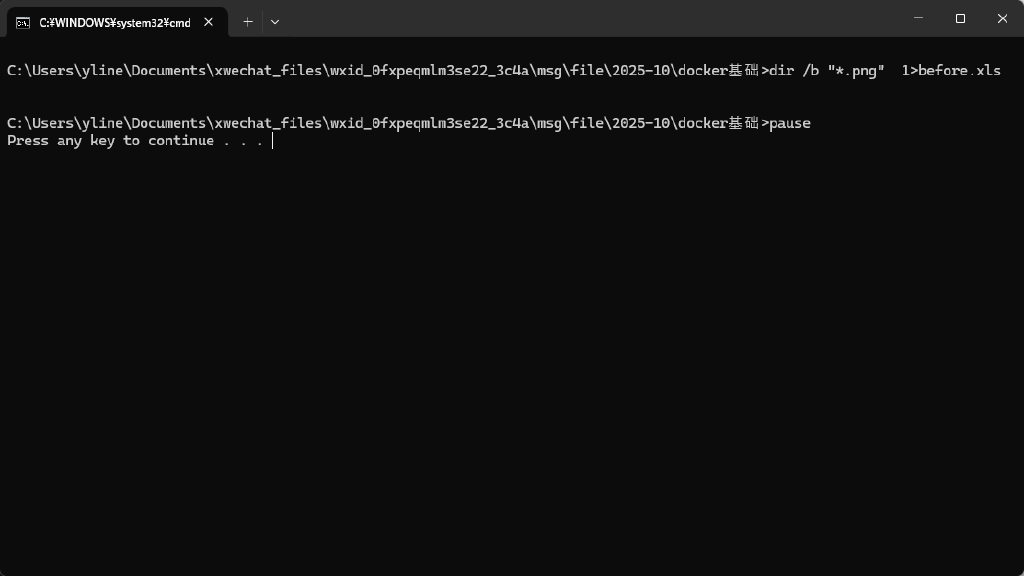 C:¥WINDOWS¥system32¥cmd
C:\Users\yline\Documents\xwechat_files\wxid_0fxpeqmlm3se22_3c4a\msg\file\2025-10\docker基础>dir /b "*.png"  1>before.xls
C:\Users\yline\Documents\xwechat_files\wxid_0fxpeqmlm3se22_3c4a\msg\file\2025-10\docker基础>pause
Press any key to continue . . .